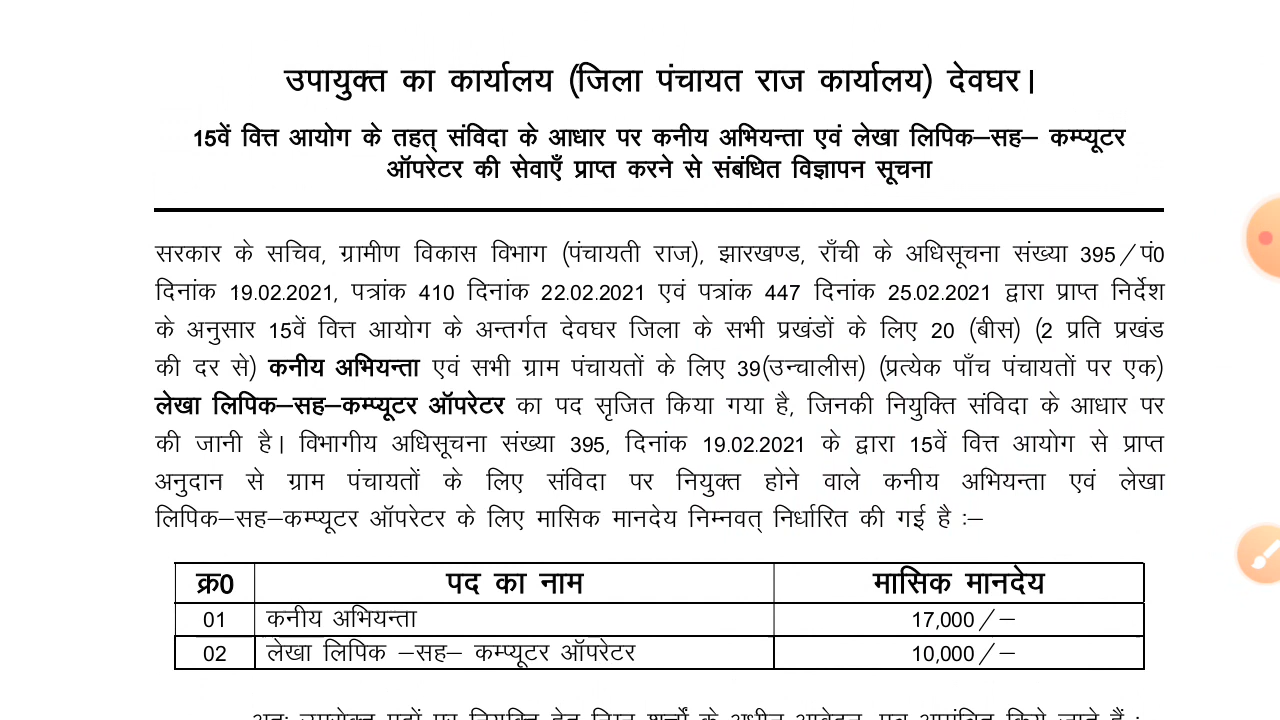 उपायुक्त का कार्यालय (जिला पंचायत राज कार्यालय) देवघर।
15वें वित्त आयोग के तहत् संविदा के आधार पर कनीय अभियन्ता एवं लेखा लिपिक–सह– कम्प्यूटर
ऑपरेटर की सेवाएँ प्राप्त करने से संबंधित विज्ञापन सूचना
सरकार के सचिव, ग्रामीण विकास विभाग (पंचायती राज), झारखण्ड, राँची के अधिसूचना संख्या 395/पं0
दिनांक 19.02.2021, पत्रांक 410 दिनांक 22.02.2021 एवं पत्रांक 447 दिनांक 25.02.2021 द्वारा प्राप्त निर्देश
के अनुसार 15वें वित्त आयोग के अन्तर्गत देवघर जिला के सभी प्रखंडों के लिए 20 (बीस) (2 प्रति प्रखंड
की दर से) कनीय अभियन्ता एवं सभी ग्राम पंचायतों के लिए 39(उन्चालीस) (प्रत्येक पाँच पंचायतों पर एक)
लेखा लिपिक–सह–कम्प्यूटर ऑपरेटर का पद सृजित किया गया है, जिनकी नियुक्ति संविदा के आधार पर
की जानी है। विभागीय अधिसूचना संख्या 395, दिनांक 19.02.2021 के द्वारा 15वें वित्त आयोग से प्राप्त
अनुदान से ग्राम पंचायतों के लिए संविदा पर नियुक्त होने वाले कनीय अभियन्ता एवं लेखा
लिपिक–सह–कम्प्यूटर ऑपरेटर के लिए मासिक मानदेय निम्नवत् निर्धारित की गई है :–
क्र0 पद का नाम मासिक मानदेय
01 कनीय अभियन्ता 17,000/–
02 लेखा लिपिक –सह– कम्प्यूटर ऑपरेटर 10,000/–